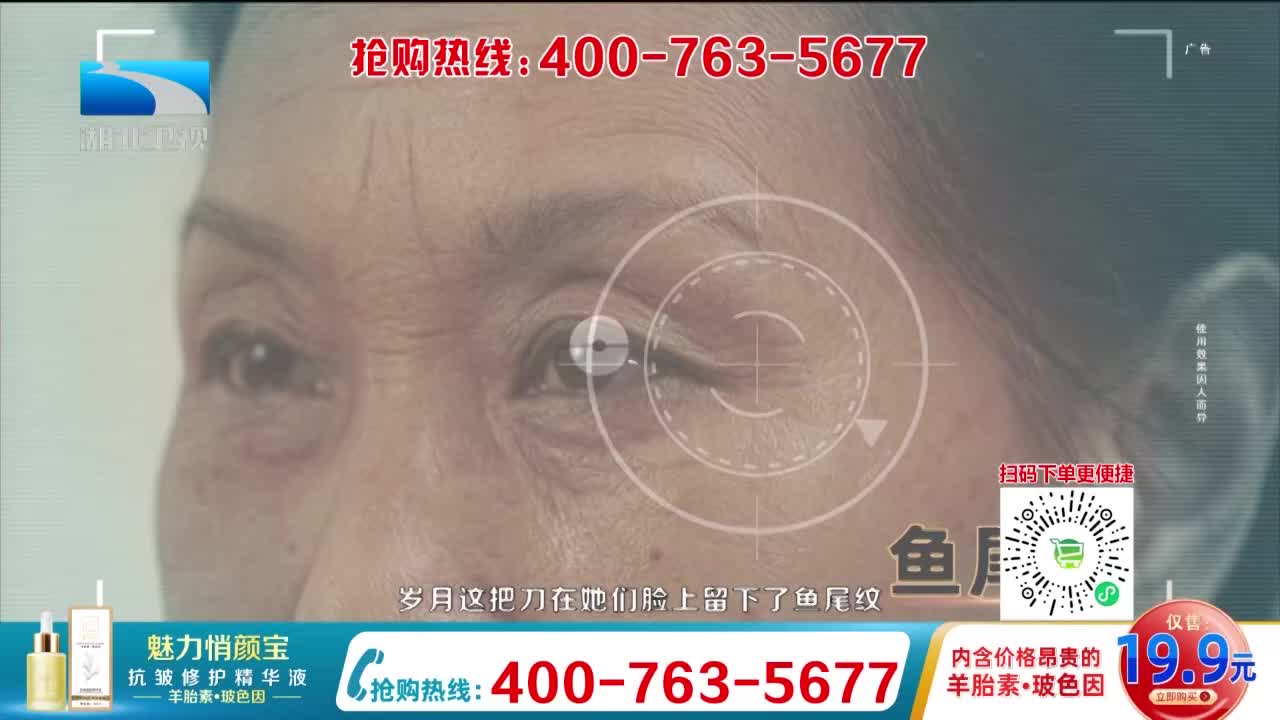 抢购热线:400-763-5677
广告
湖北卫视
使用效果因人而异
扫码下单更便捷
鱼尾
岁月这把刀在她们脸上留下了鱼尾纹
魅力悄颜宝
抗皱修护精华液
羊胎素·玻色因
抢购热线:400-763-5677
内含价格昂贵的
羊胎素·玻色因
仅售:
19.9元
立即购买